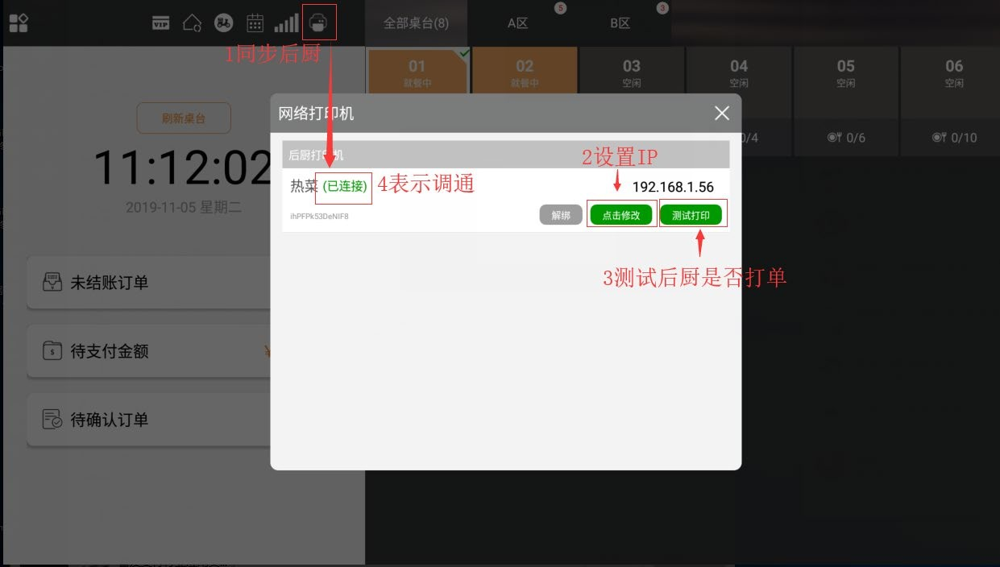 VIP
全部桌台(8)
A区
5
B区
3
1同步后厨
01
就餐中
02
就餐中
03
空闲
04
空闲
05
空闲
06
空闲
0/6
0/10
刷新桌台
11:12:02
2019-11-05 星期二
网络打印机
后厨打印机
2设置IP
热菜 (已连接)
4表示调通
192.168.1.56
ihPFPk53DeNIF8
解绑
点击修改
测试打印
3测试后厨是否打单
未结账订单
待支付金额
¥
待确认订单